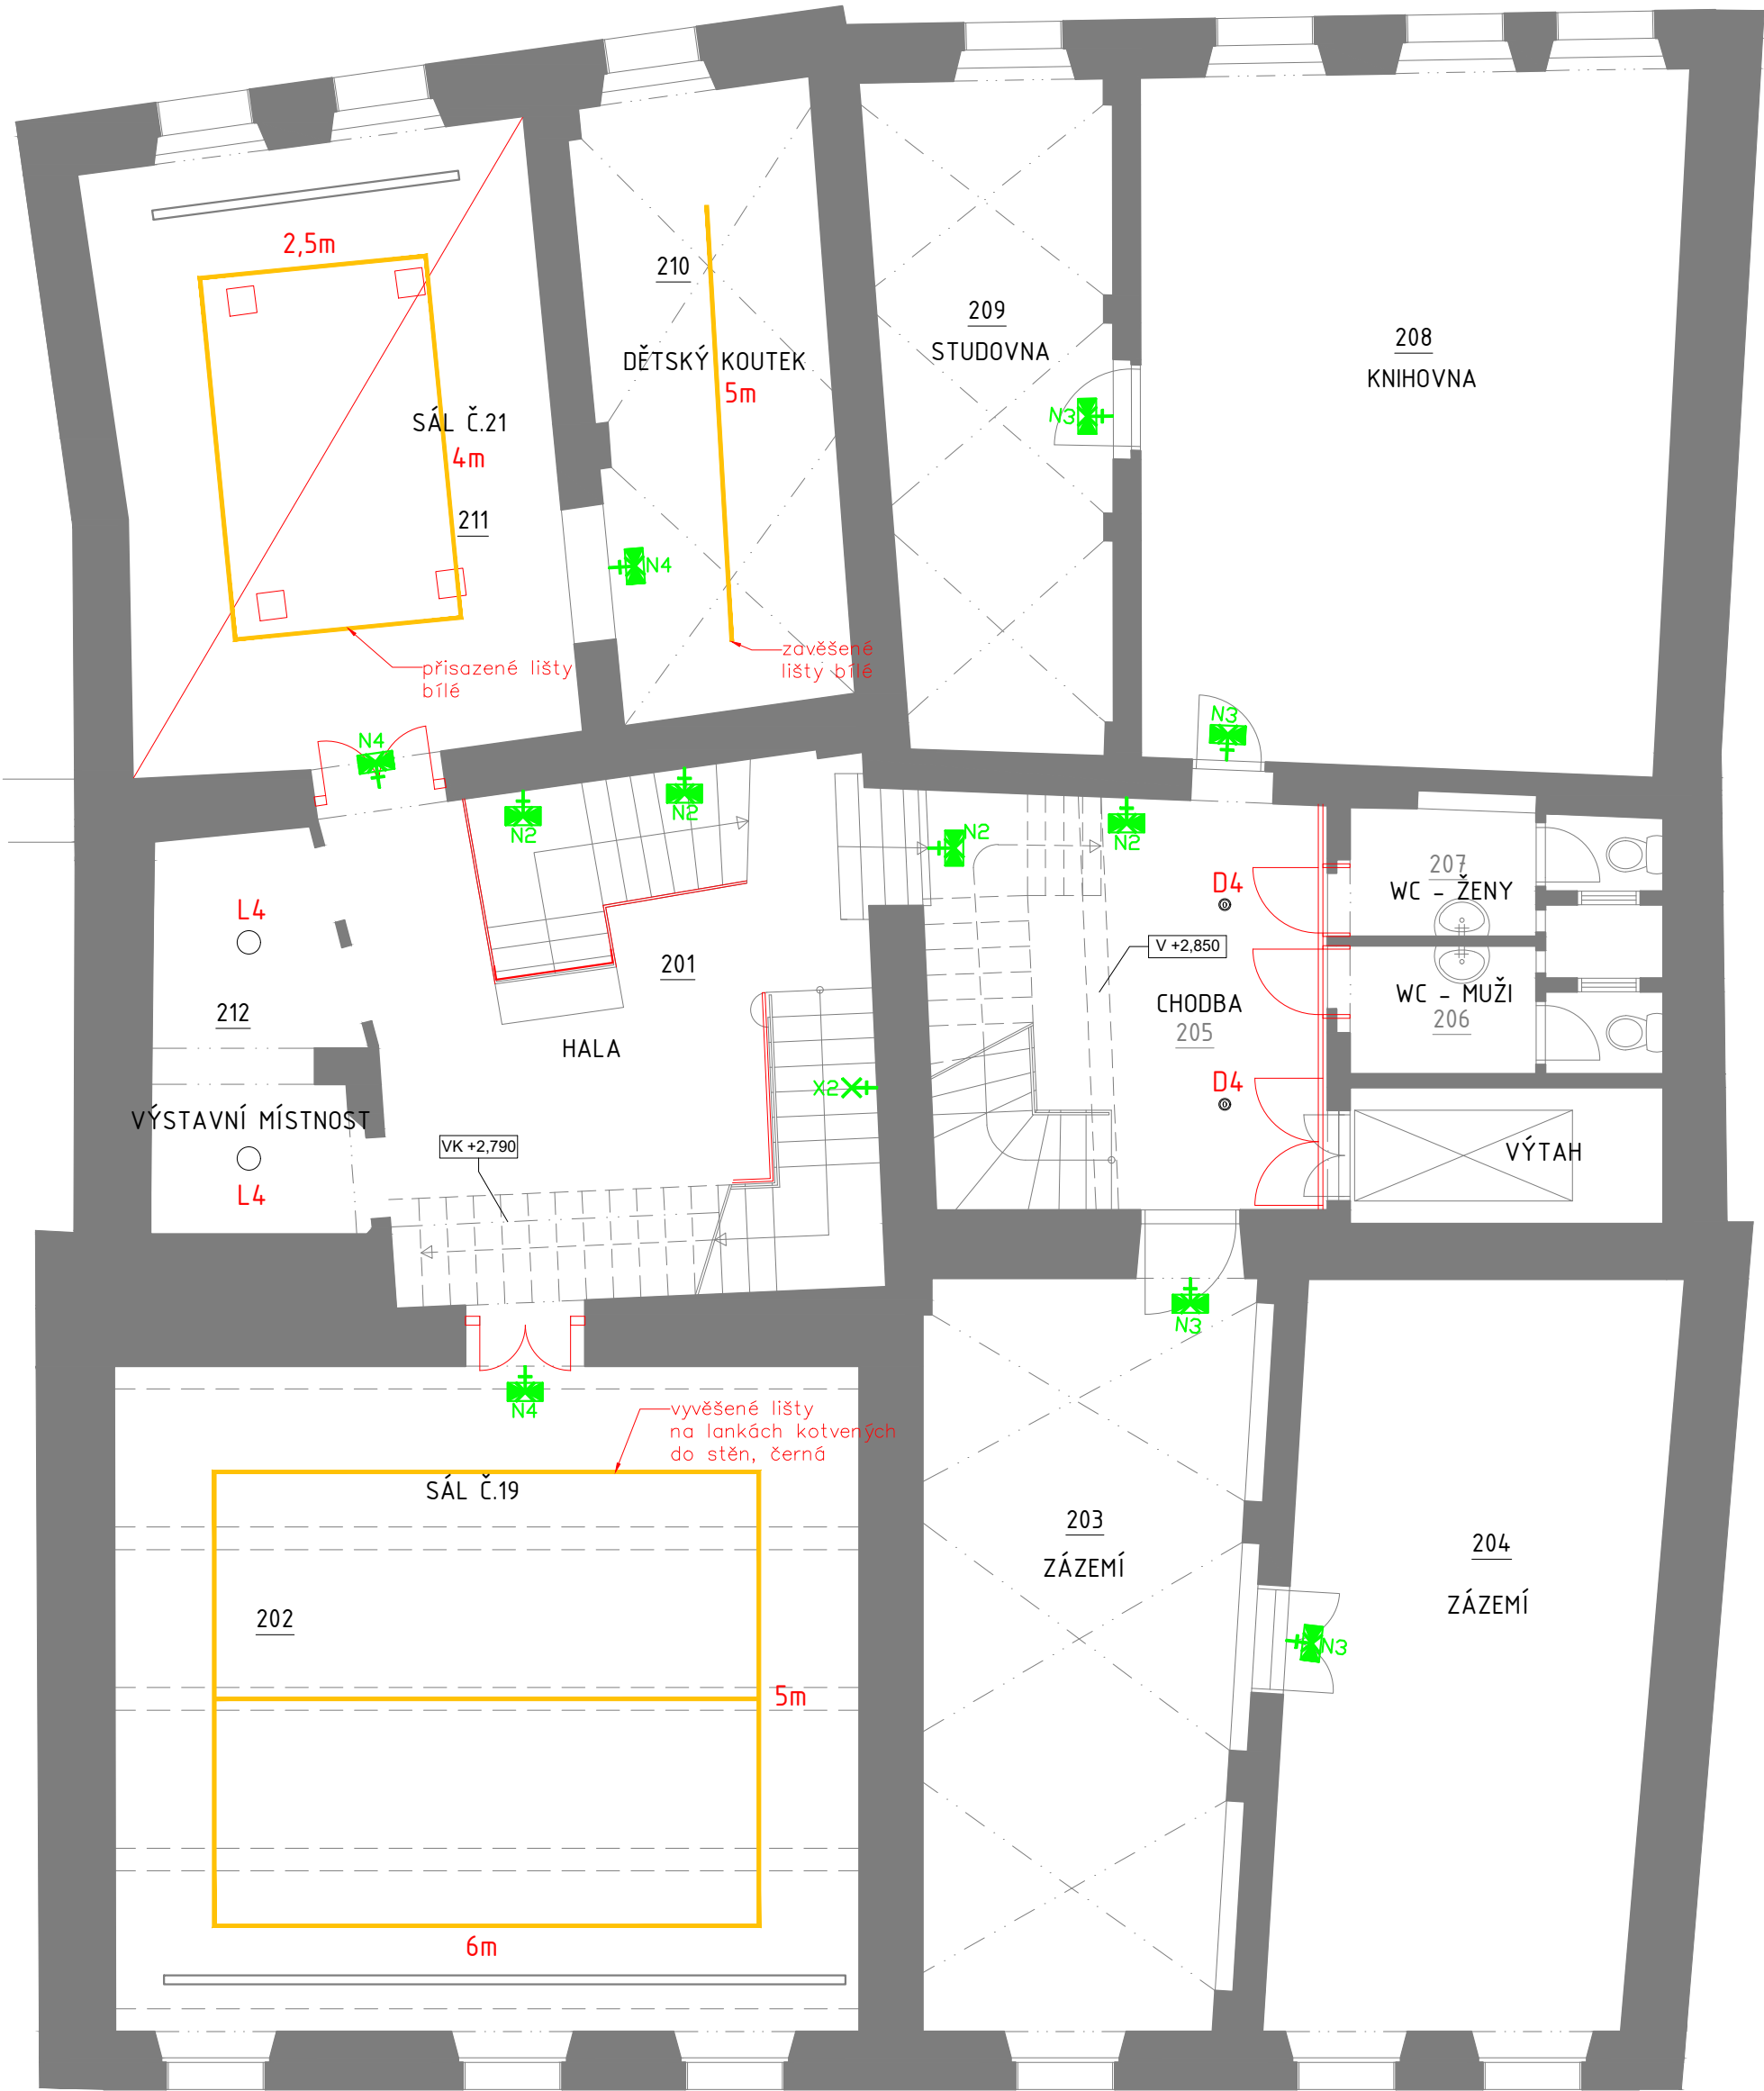 2,5m
210
209
STUDOVNA
208
KNIHOVNA
DĚTSKÝ KOUTEK
5m
N3
SÁL Č.21
4m
211
N4
přisazené lišty
bílé
zavěšené
lišty bílé
N4
N3
N2
N2
N2
N2
207
WC - ŽENY
D4
L4
201
V +2,850
212
HALA
CHODBA
205
WC - MUŽI
206
X2
D4
VÝSTAVNÍ MÍSTNOST
VK +2,790
VÝTAH
L4
N3
N4
vyvěšené lišty
na lankách kotvených
do stěn, černá
SÁL Č.19
203
ZÁZEMÍ
204
ZÁZEMÍ
202
N3
5m
6m